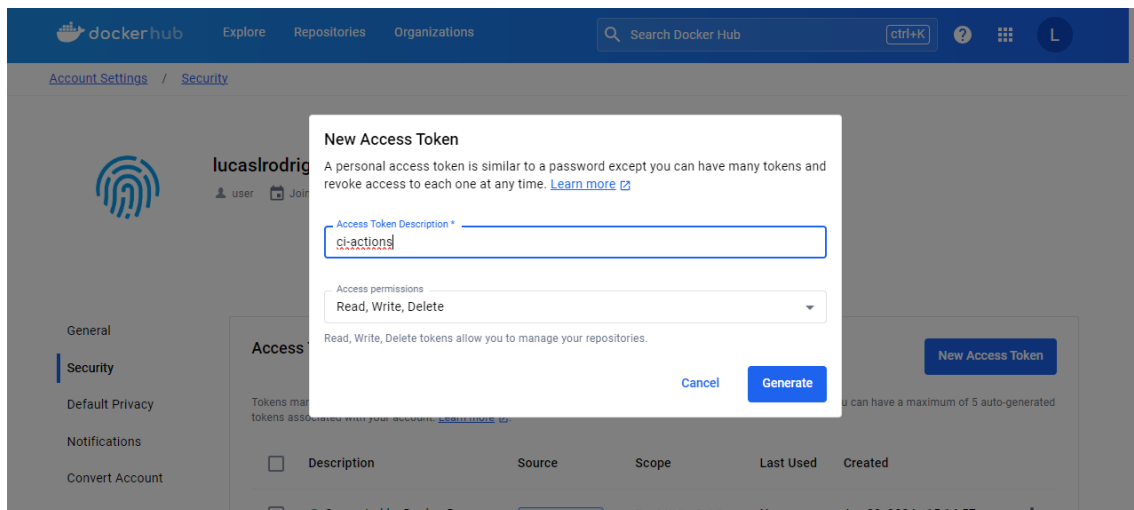 dockerhub Explore Repositories Organizations Search Docker Hub ctrl+K ? L
Account Settings / Security
New Access Token
A personal access token is similar to a password except you can have many tokens and
revoke access to each one at any time. Learn more
lucaslrodrig
user Join
Access Token Description *
ci-actions
Access permissions
Read, Write, Delete
Read, Write, Delete tokens allow you to manage your repositories.
Cancel Generate
General
Security
Default Privacy
Notifications
Convert Account
Access New Access Token
Tokens can have a maximum of 5 auto-generated
tokens associated with your account. Learn more
Description Source Scope Last Used Created